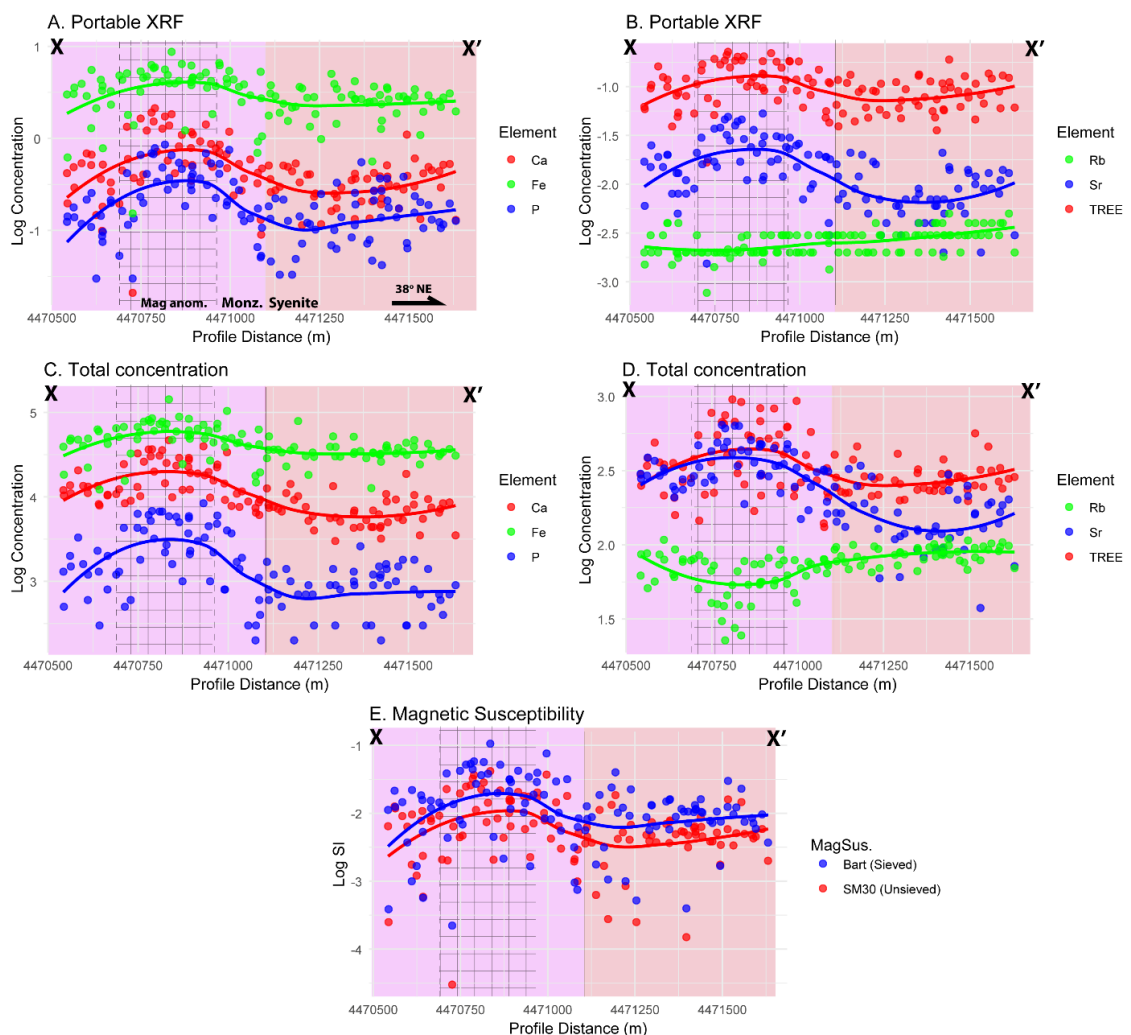 A. Portable XRF
X X’
1
0
-1
Log Concentration
Mag anom. Monz. Syenite 38º NE
4470500 4470750 4471000 4471250 4471500
Profile Distance (m)
Element
Ca
Fe
P
B. Portable XRF
X X’
-1.0
-1.5
-2.0
-2.5
-3.0
Log Concentration
4470500 4470750 4471000 4471250 4471500
Profile Distance (m)
Element
Rb
Sr
TREE
C. Total concentration
X X’
5
4
3
Log Concentration
4470500 4470750 4471000 4471250 4471500
Profile Distance (m)
Element
Ca
Fe
P
D. Total concentration
X X’
3.0
2.5
2.0
1.5
Log Concentration
4470500 4470750 4471000 4471250 4471500
Profile Distance (m)
Element
Rb
Sr
TREE
E. Magnetic Susceptibility
X X’
-1
-2
-3
-4
Log SI
4470500 4470750 4471000 4471250 4471500
Profile Distance (m)
MagSus.
Bart (Sieved)
SM30 (Unsieved)